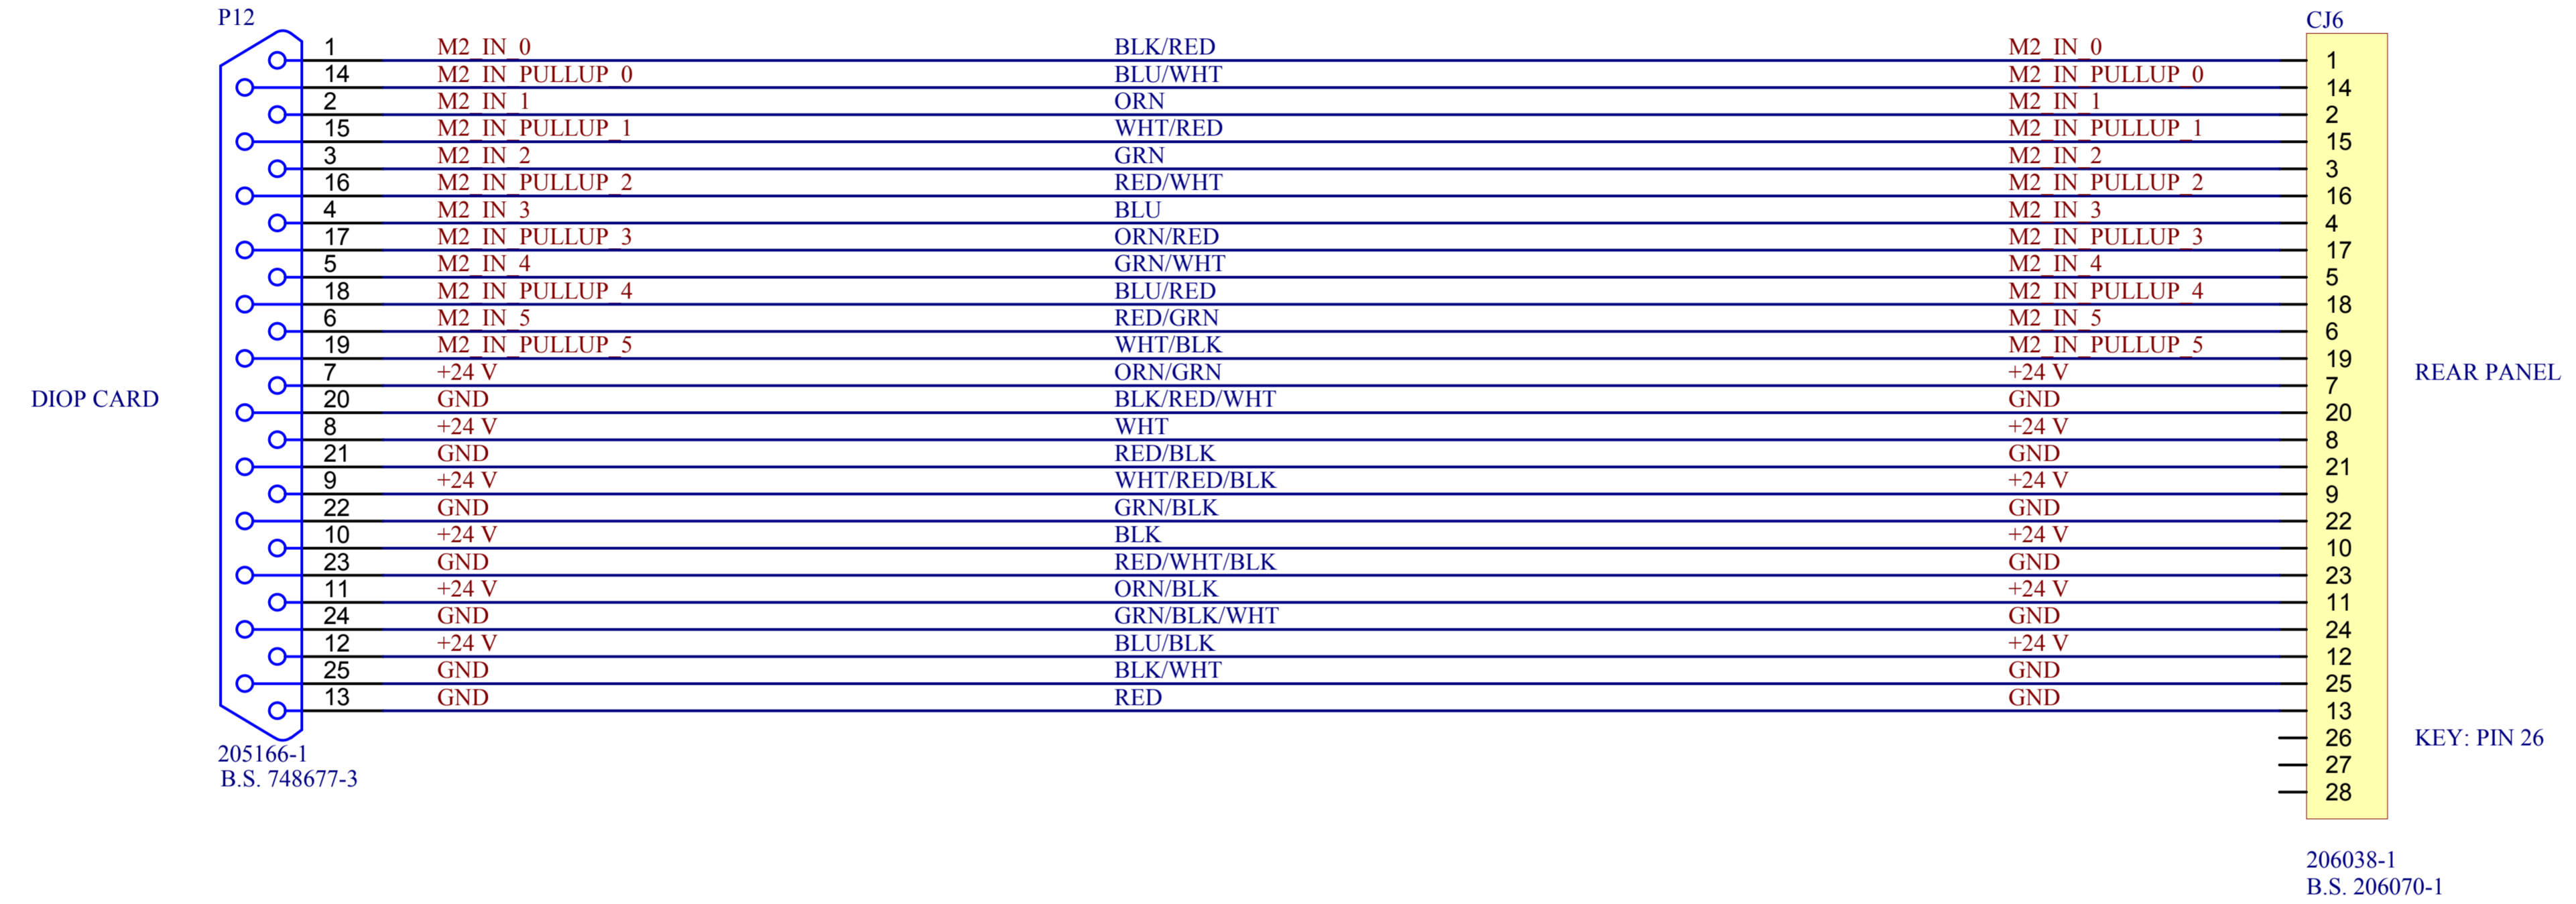 P12 CJ6
1 M2_IN_0 BLK/RED M2_IN_0 1
14 M2_IN_PULLUP_0 BLU/WHT M2_IN_PULLUP_0 14
2 M2_IN_1 ORN M2_IN_1 2
15 M2_IN_PULLUP_1 WHT/RED M2_IN_PULLUP_1 15
3 M2_IN_2 GRN M2_IN_2 3
16 M2_IN_PULLUP_2 RED/WHT M2_IN_PULLUP_2 16
4 M2_IN_3 BLU M2_IN_3 4
17 M2_IN_PULLUP_3 ORN/RED M2_IN_PULLUP_3 17
5 M2_IN_4 GRN/WHT M2_IN_4 5
18 M2_IN_PULLUP_4 BLU/RED M2_IN_PULLUP_4 18
6 M2_IN_5 RED/GRN M2_IN_5 6
19 M2_IN_PULLUP_5 WHT/BLK M2_IN_PULLUP_5 19
7 +24 V ORN/GRN +24 V 7 REAR PANEL
DIOP CARD 20 GND BLK/RED/WHT GND 20
8 +24 V WHT +24 V 8
21 GND RED/BLK GND 21
9 +24 V WHT/RED/BLK +24 V 9
22 GND GRN/BLK GND 22
10 +24 V BLK +24 V 10
23 GND RED/WHT/BLK GND 23
11 +24 V ORN/BLK +24 V 11
24 GND GRN/BLK/WHT GND 24
12 +24 V BLU/BLK +24 V 12
25 GND BLK/WHT GND 25
13 GND RED GND 13
26 KEY: PIN 26
205166-1 27
B.S. 748677-3 28
206038-1
B.S. 206070-1